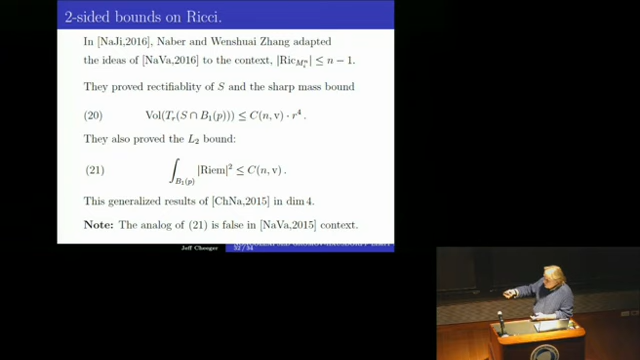 2-sided bounds on Ricci.
In [NaJi,2016], Naber and Wenshuai Zhang adapted
the ideas of [NaVa,2016] to the context, |Ric_{M_i^n}| ≤ n − 1.
They proved rectifiablity of S and the sharp mass bound
(20) Vol(T_r(S ∩ B_1(p))) ≤ C(n, v) · r^4 .
They also proved the L_2 bound:
(21) ∫_{B_1(p)} |Riem|^2 ≤ C(n, v) .
This generalized results of [ChNa,2015] in dim 4.
Note: The analog of (21) is false in [NaVa,2015] context.
Jeff Cheeger